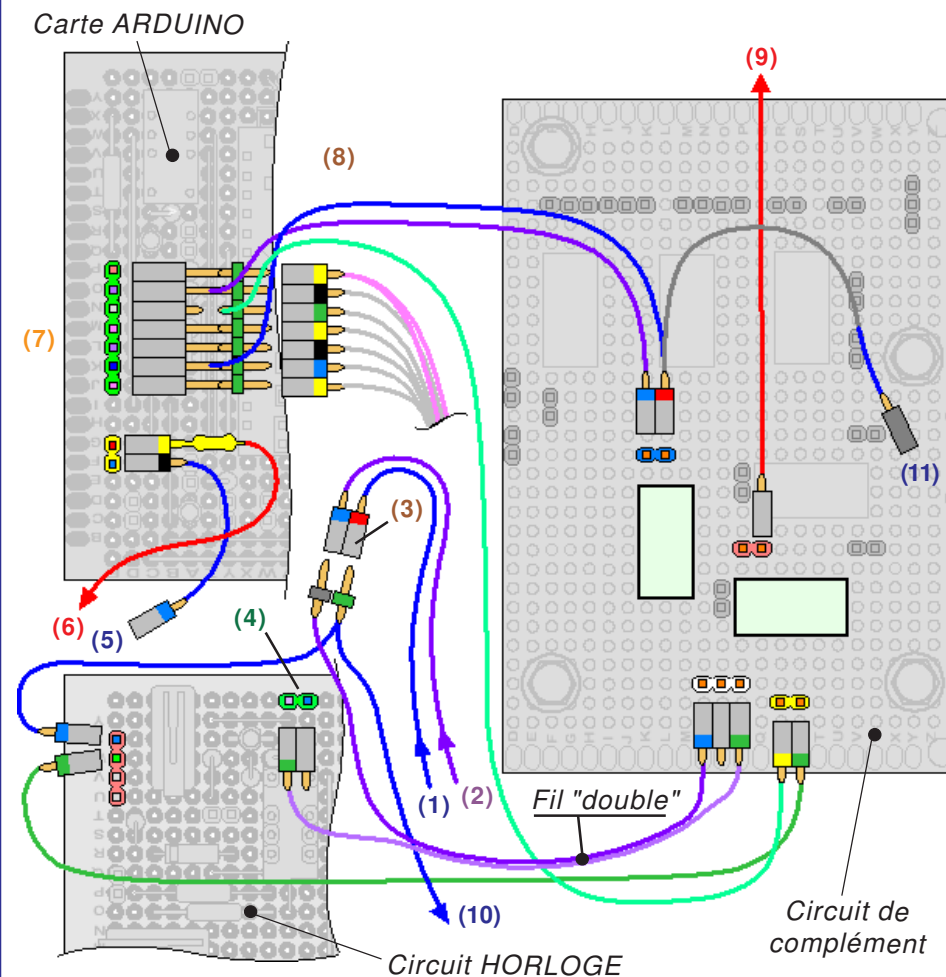 Carte ARDUINO
(9)
(8)
(7)
(11)
(3)
(6)
(5)
(4)
(1)
(2)
Fil "double"
(10)
Circuit de
complément
Circuit HORLOGE